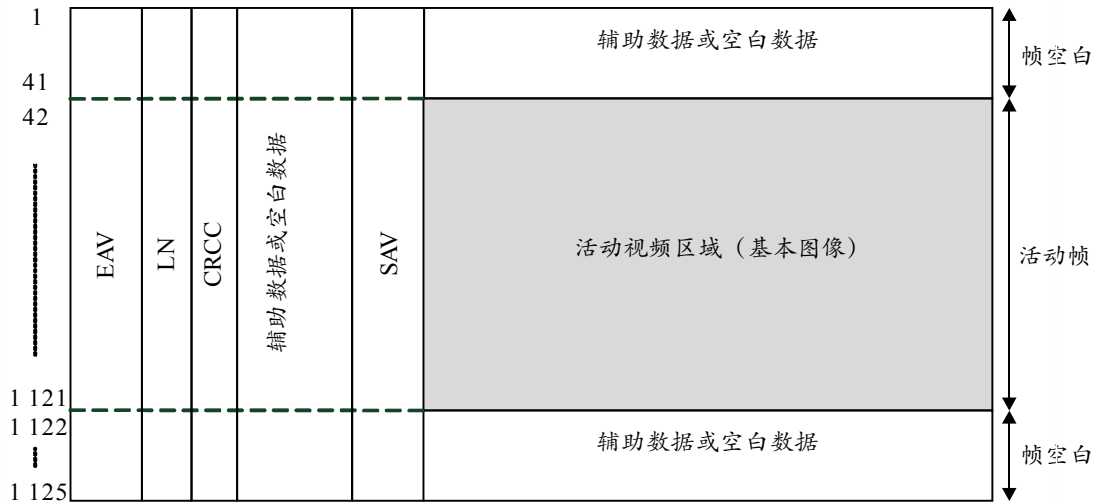 1
辅助数据或空白数据
帧空白
41
42
EAV
LN
CRCC
辅助数据或空白数据
SAV
活动视频区域（基本图像）
活动帧
1 121
1 122
辅助数据或空白数据
帧空白
1 125